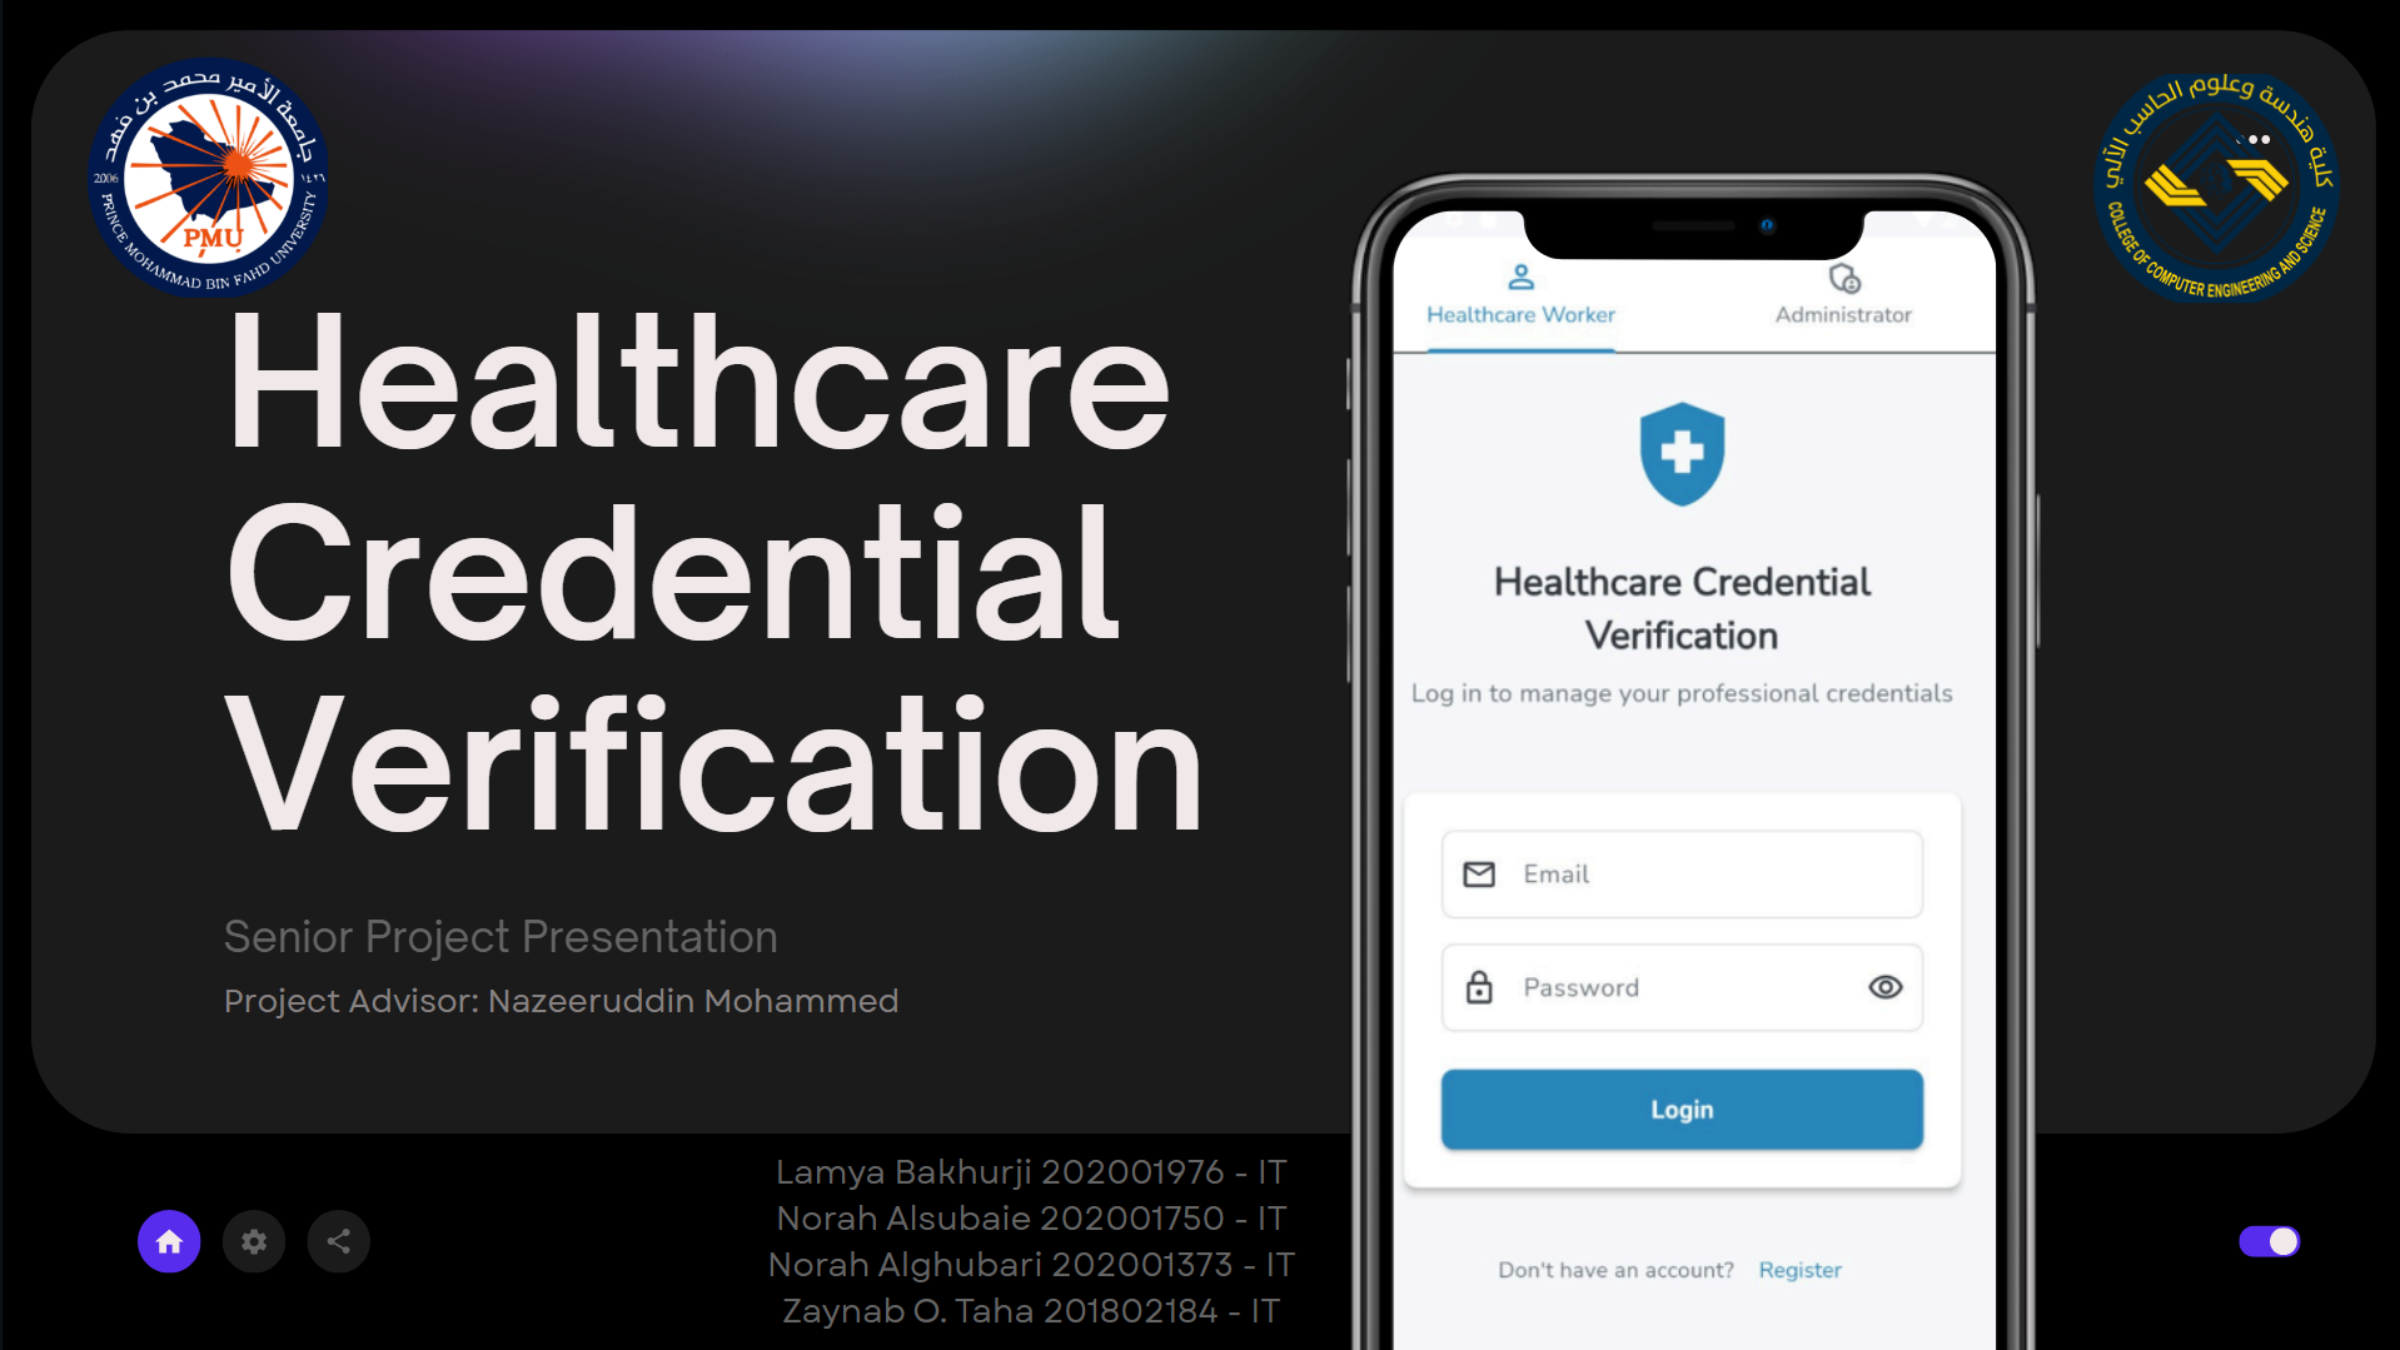 جامعة الأمير محمد بن فهد
2006
١٤٢٦
PMU
PRINCE MOHAMMAD BIN FAHD UNIVERSITY
كلية هندسة وعلوم الحاسب الآلي
COLLEGE OF COMPUTER ENGINEERING AND SCIENCE
Healthcare
Credential
Verification
Senior Project Presentation
Project Advisor: Nazeeruddin Mohammed
Lamya Bakhurji 202001976 - IT
Norah Alsubaie 202001750 - IT
Norah Alghubari 202001373 - IT
Zaynab O. Taha 201802184 - IT
Healthcare Worker
Administrator
Healthcare Credential
Verification
Log in to manage your professional credentials
Email
Password
Login
Don't have an account? Register